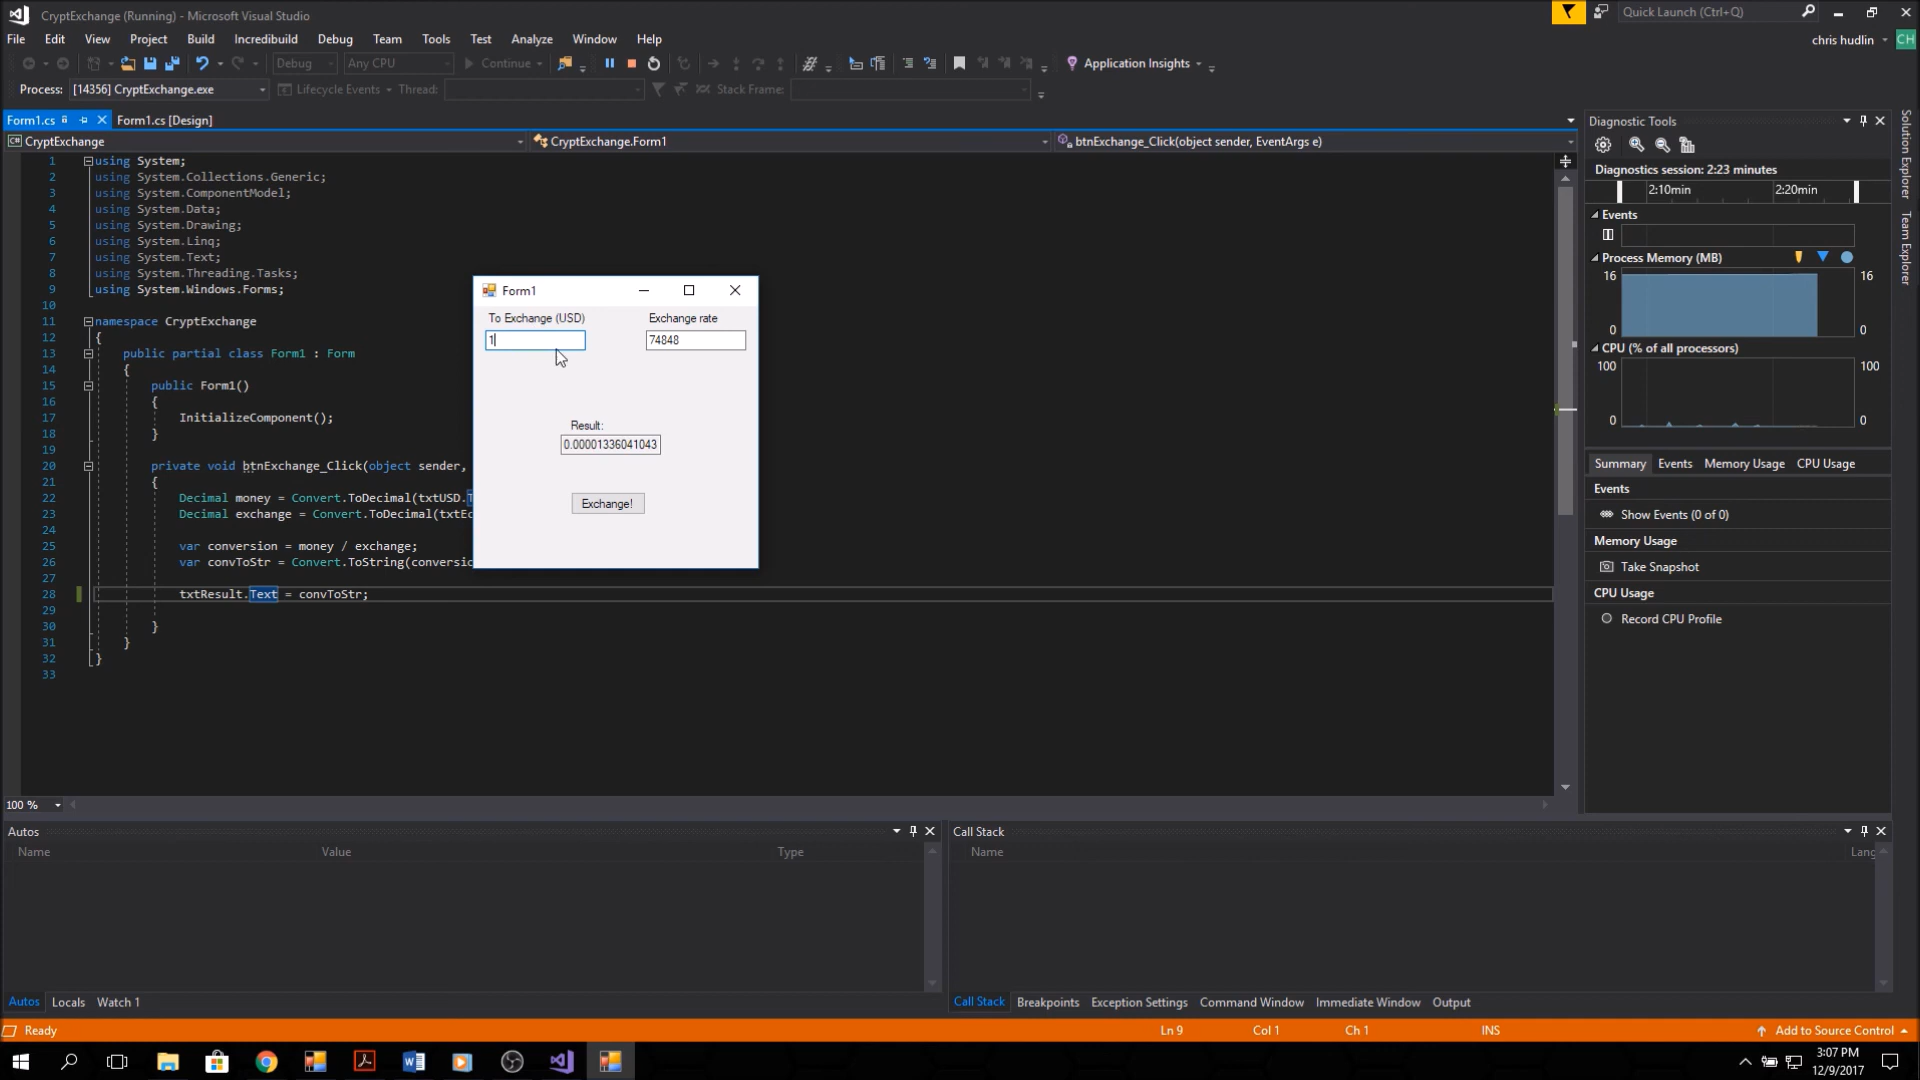 CryptExchange (Running) - Microsoft Visual Studio
Quick Launch (Ctrl+Q)
File Edit View Project Build Incredibuild Debug Team Tools Test Analyze Window Help
chris hudlin CH
Debug Any CPU Continue Application Insights
Process: [14356] CryptExchange.exe Lifecycle Events Thread: Stack Frame:
Form1.cs Form1.cs [Design]
C# CryptExchange CryptExchange.Form1 btnExchange_Click(object sender, EventArgs e)
1 using System;
2 using System.Collections.Generic;
3 using System.ComponentModel;
4 using System.Data;
5 using System.Drawing;
6 using System.Linq;
7 using System.Text;
8 using System.Threading.Tasks;
9 using System.Windows.Forms;
10
11 namespace CryptExchange
12 {
13 public partial class Form1 : Form
14 {
15 public Form1()
16 {
17 InitializeComponent();
18 }
19
20 private void btnExchange_Click(object sender,
21 {
22 Decimal money = Convert.ToDecimal(txtUSD.
23 Decimal exchange = Convert.ToDecimal(txtEc
24
25 var conversion = money / exchange;
26 var convToStr = Convert.ToString(conversic
27
28 txtResult.Text = convToStr;
29
30 }
31 }
32 }
33
Form1
To Exchange (USD) Exchange rate
1 74848
Result:
0.00001336041043
Exchange!
Diagnostic Tools
Diagnostics session: 2:23 minutes
2:10min 2:20min
Events
Process Memory (MB)
16 16
0 0
CPU (% of all processors)
100 100
0 0
Summary Events Memory Usage CPU Usage
Events
Show Events (0 of 0)
Memory Usage
Take Snapshot
CPU Usage
Record CPU Profile
Solution Explorer
Team Explorer
100 %
Autos
Name Value Type
Autos Locals Watch 1
Call Stack
Name Lang
Call Stack Breakpoints Exception Settings Command Window Immediate Window Output
Ready Ln 9 Col 1 Ch 1 INS Add to Source Control
3:07 PM
12/9/2017